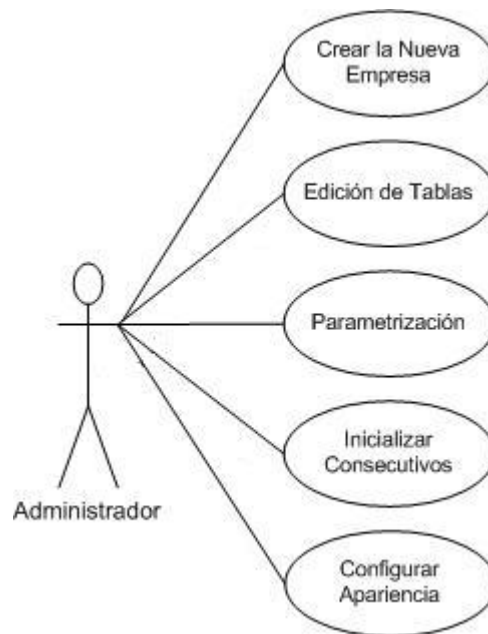 Crear la Nueva
Empresa
Edición de Tablas
Parametrización
Inicializar
Consecutivos
Administrador
Configurar
Apariencia